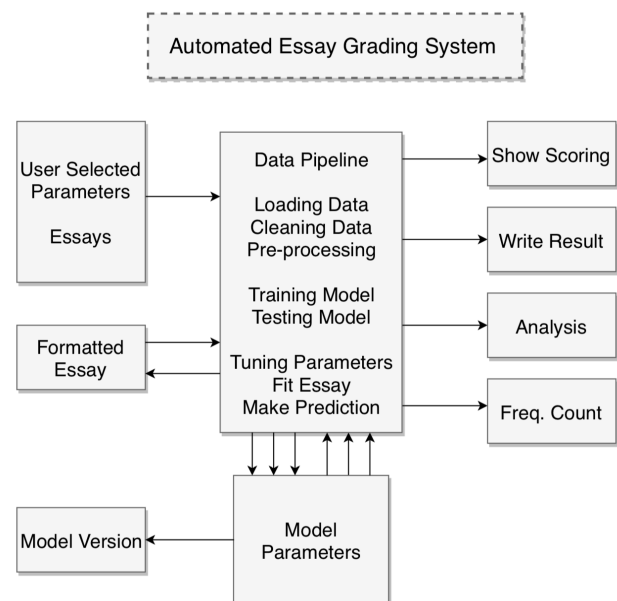 Automated Essay Grading System
User Selected
Parameters
Essays
Formatted
Essay
Data Pipeline
Loading Data
Cleaning Data
Pre-processing
Training Model
Testing Model
Tuning Parameters
Fit Essay
Make Prediction
Show Scoring
Write Result
Analysis
Freq. Count
Model Version
Model
Parameters